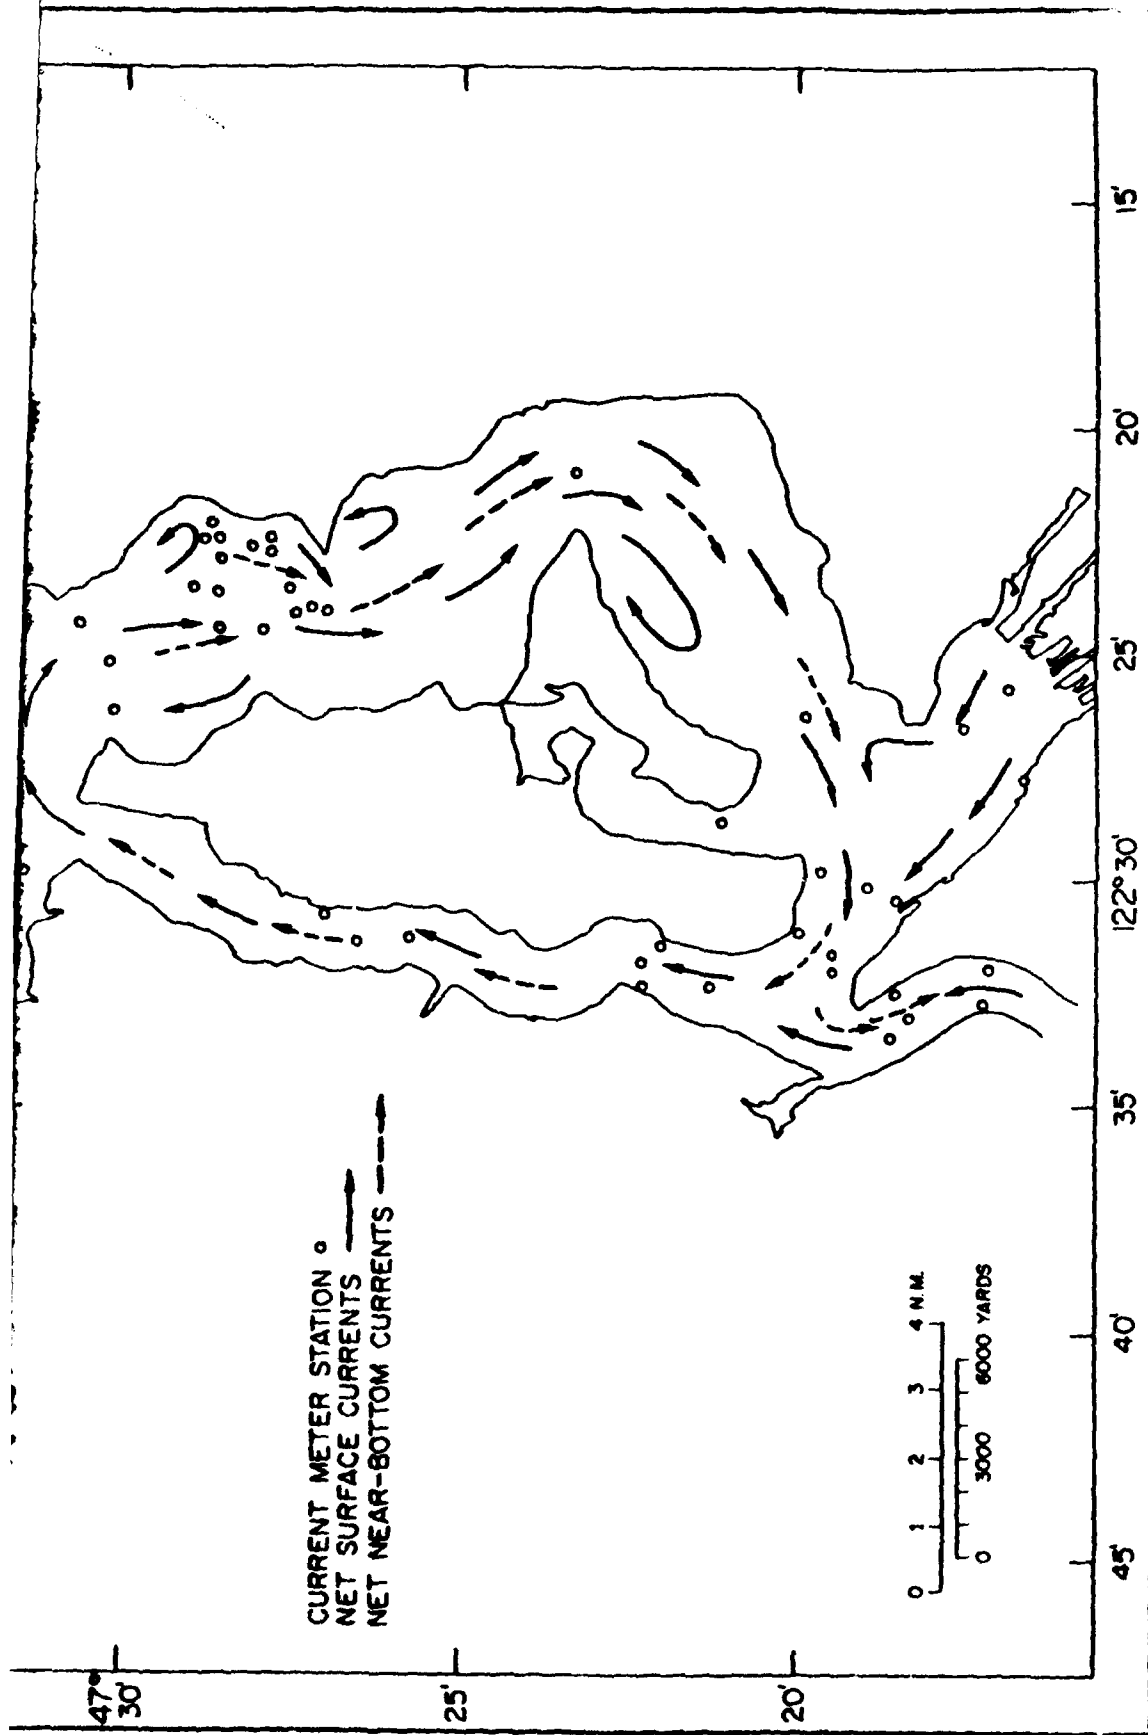 CURRENT METER STATION
NET SURFACE CURRENTS
NET NEAR-BOTTOM CURRENTS
0 1 2 3 4 N.M.
0 3000 6000 YARDS
47°
30'
25'
20'
45'
40'
35'
122°30'
25'
20'
15'